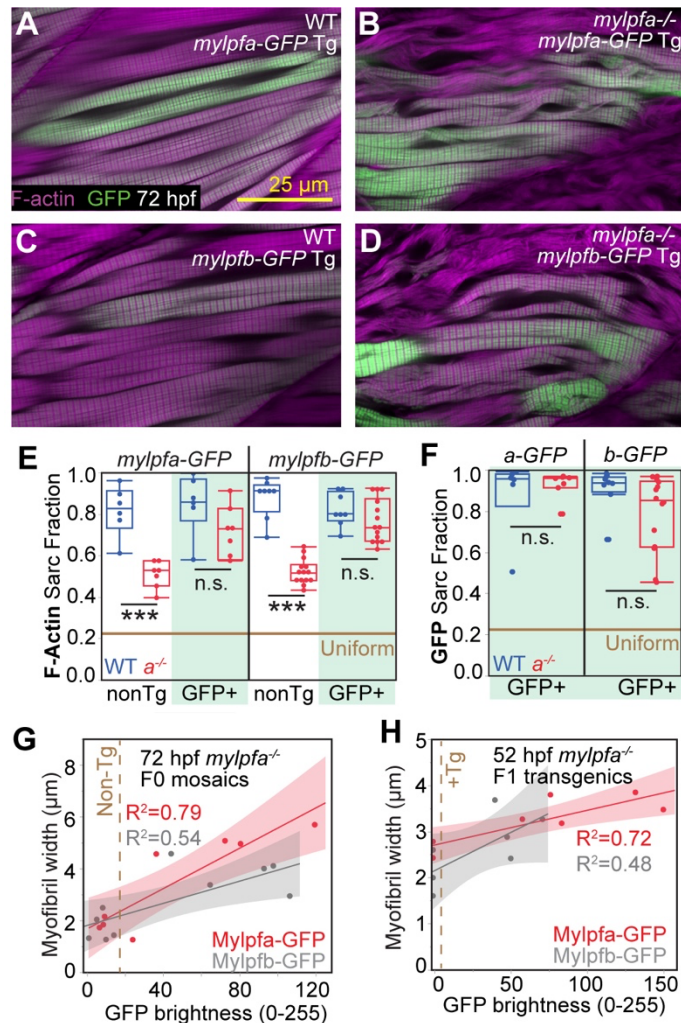 A
WT
mylpfa-GFP Tg
F-actin GFP 72 hpf
25 µm
B
mylpfa-/-
mylpfa-GFP Tg
C
WT
mylpfb-GFP Tg
D
mylpfa-/-
mylpfb-GFP Tg
E
mylpfa-GFP
mylpfb-GFP
F-Actin Sarc Fraction
1.0
0.8
0.6
0.4
0.2
0.0
***
n.s.
***
n.s.
Uniform
WT a-/-
nonTg
GFP+
nonTg
GFP+
F
a-GFP
b-GFP
GFP Sarc Fraction
1.0
0.8
0.6
0.4
0.2
0.0
n.s.
n.s.
Uniform
WT a-/-
GFP+
GFP+
G
Non-Tg
72 hpf mylpfa-/-
F0 mosaics
R²=0.79
R²=0.54
Myofibril width (µm)
8
6
4
2
0
Mylpfa-GFP
Mylpfb-GFP
0
40
80
120
GFP brightness (0-255)
H
+Tg
52 hpf mylpfa-/-
F1 transgenics
R²=0.72
R²=0.48
Myofibril width (µm)
5
4
3
2
1
0
Mylpfa-GFP
Mylpfb-GFP
0
50
100
150
GFP brightness (0-255)